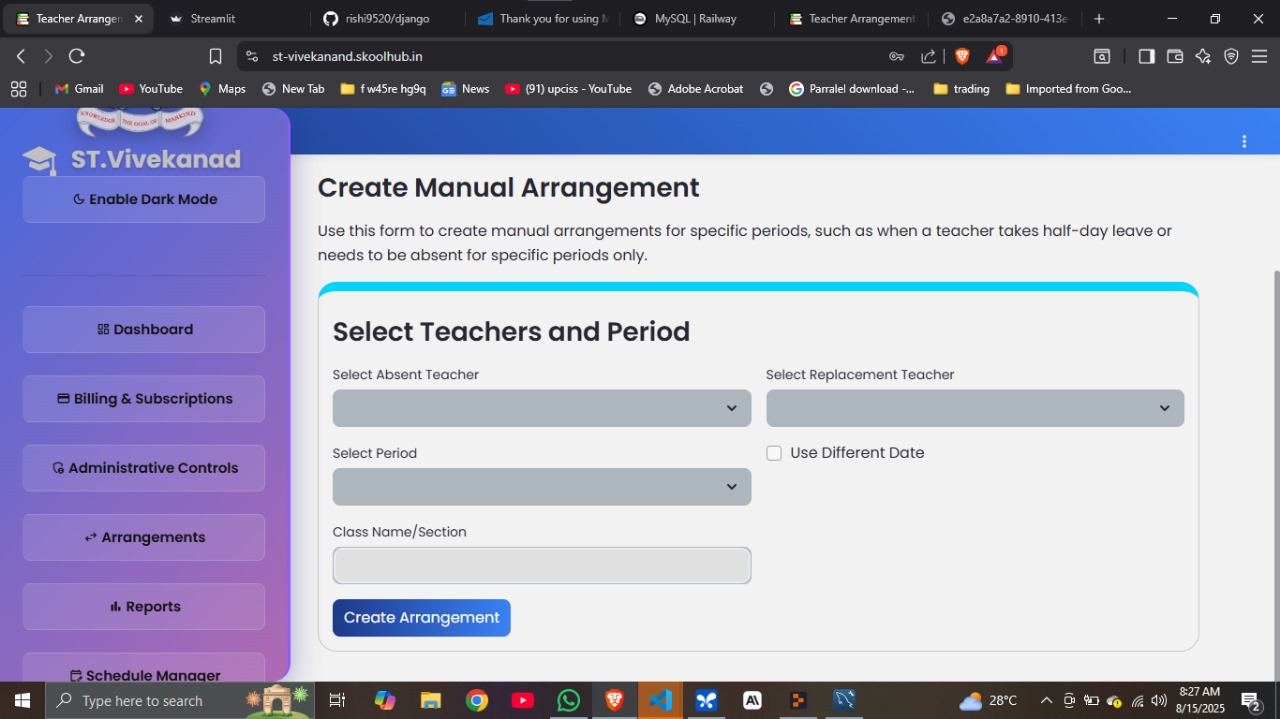 Teacher Arrangen
Streamlit
rishi9520/django
Thank you for using M
MySQL | Railway
Teacher Arrangement
e2a8a7a2-8910-413e-
st-vivekanand.skoolhub.in
1
Gmail
YouTube
Maps
New Tab
f w45re hg9q
News
(91) upciss - YouTube
Adobe Acrobat
Parralel download -...
trading
Imported from Goo...
KNOWLEDGE THE GOAL OF MANKIND
ST.Vivekanad
Enable Dark Mode
Dashboard
Billing & Subscriptions
Administrative Controls
Arrangements
Reports
Schedule Manager
Create Manual Arrangement
Use this form to create manual arrangements for specific periods, such as when a teacher takes half-day leave or
needs to be absent for specific periods only.
Select Teachers and Period
Select Absent Teacher
Select Replacement Teacher
Select Period
Use Different Date
Class Name/Section
Create Arrangement
Type here to search
28°C
8:27 AM
8/15/2025
2